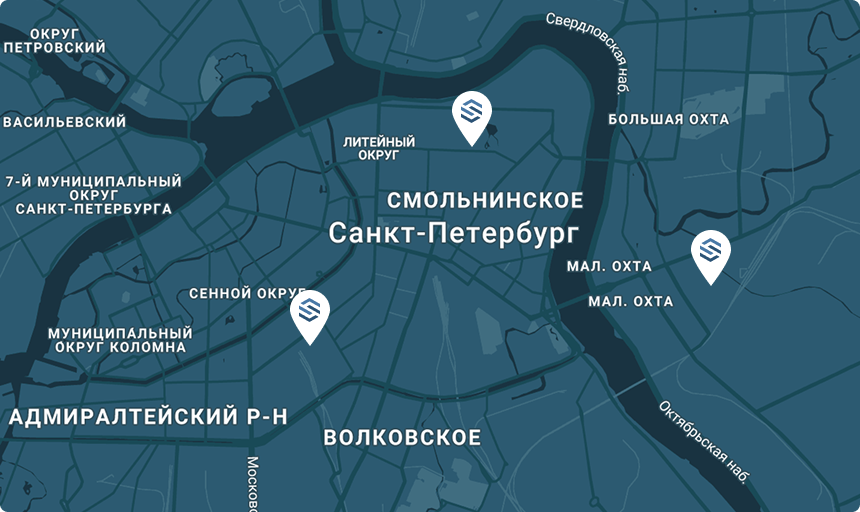 Свердловская наб.
ОКРУГ
ПЕТРОВСКИЙ
ВАСИЛЬЕВСКИЙ
БОЛЬШАЯ ОХТА
ЛИТЕЙНЫЙ
ОКРУГ
7-Й МУНИЦИПАЛЬНЫЙ
ОКРУГ
САНКТ-ПЕТЕРБУРГА
СМОЛЬНИНСКОЕ
Санкт-Петербург
МАЛ. ОХТА
СЕННОЙ ОКРУГ
МАЛ. ОХТА
МУНИЦИПАЛЬНЫЙ
ОКРУГ КОЛОМНА
АДМИРАЛТЕЙСКИЙ Р-Н
ВОЛКОВСКОЕ
Октябрьская наб.
Московс